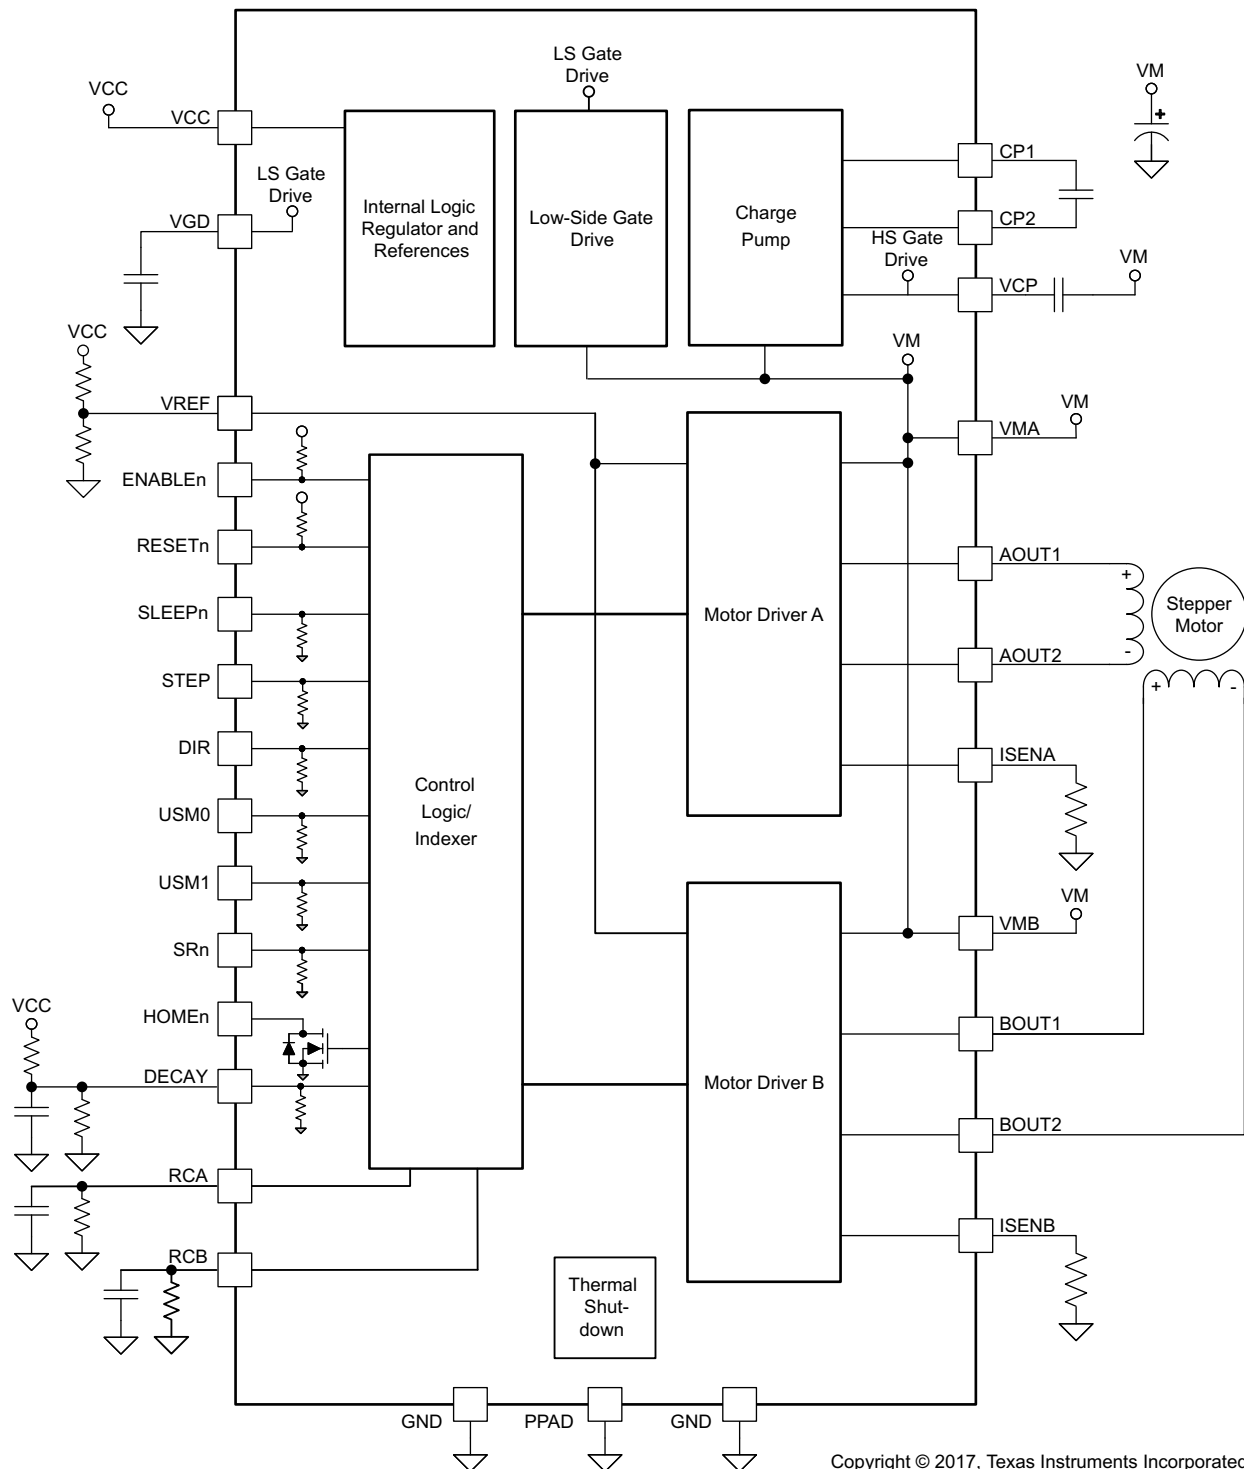 LS Gate
Drive
VCC
VM
VCC
CP1
LS Gate
Drive
Internal Logic
Regulator and
References
Low-Side Gate
Drive
Charge
Pump
VGD
CP2
HS Gate
Drive
VM
VCP
VCC
VM
VREF
VM
VMA
ENABLEn
RESETn
AOUT1
+
SLEEPn
Motor Driver A
Stepper
Motor
AOUT2
-
STEP
+
-
DIR
ISENA
Control
Logic/
Indexer
USM0
USM1
VM
VMB
SRn
VCC
HOMEn
BOUT1
DECAY
Motor Driver B
BOUT2
RCA
ISENB
RCB
Thermal
Shut-
down
GND
PPAD
GND
+
Copyright © 2017, Texas Instruments Incorporated